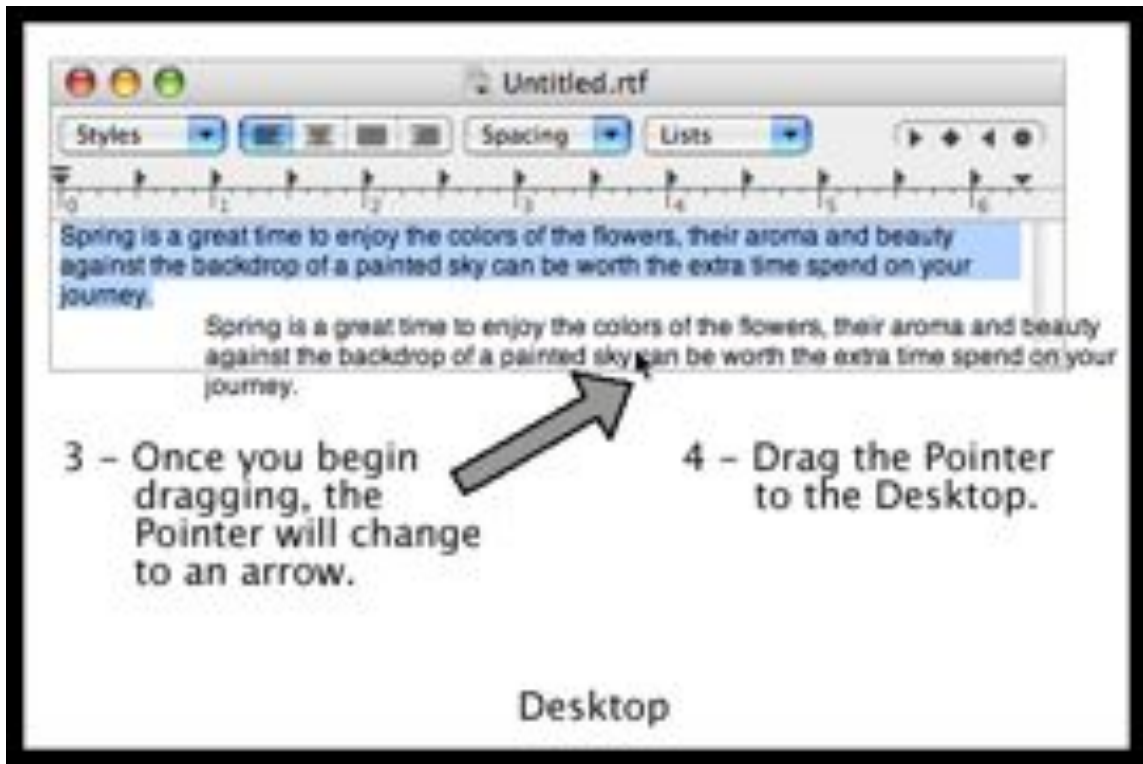 Untitled.rtf
Styles Spacing Lists
0 1 2 3 4 5 6
Spring is a great time to enjoy the colors of the flowers, their aroma and beauty
against the backdrop of a painted sky can be worth the extra time spend on your
journey.
Spring is a great time to enjoy the colors of the flowers, their aroma and beauty
against the backdrop of a painted sky can be worth the extra time spend on your
journey.
3 – Once you begin
dragging, the
Pointer will change
to an arrow.
4 – Drag the Pointer
to the Desktop.
Desktop